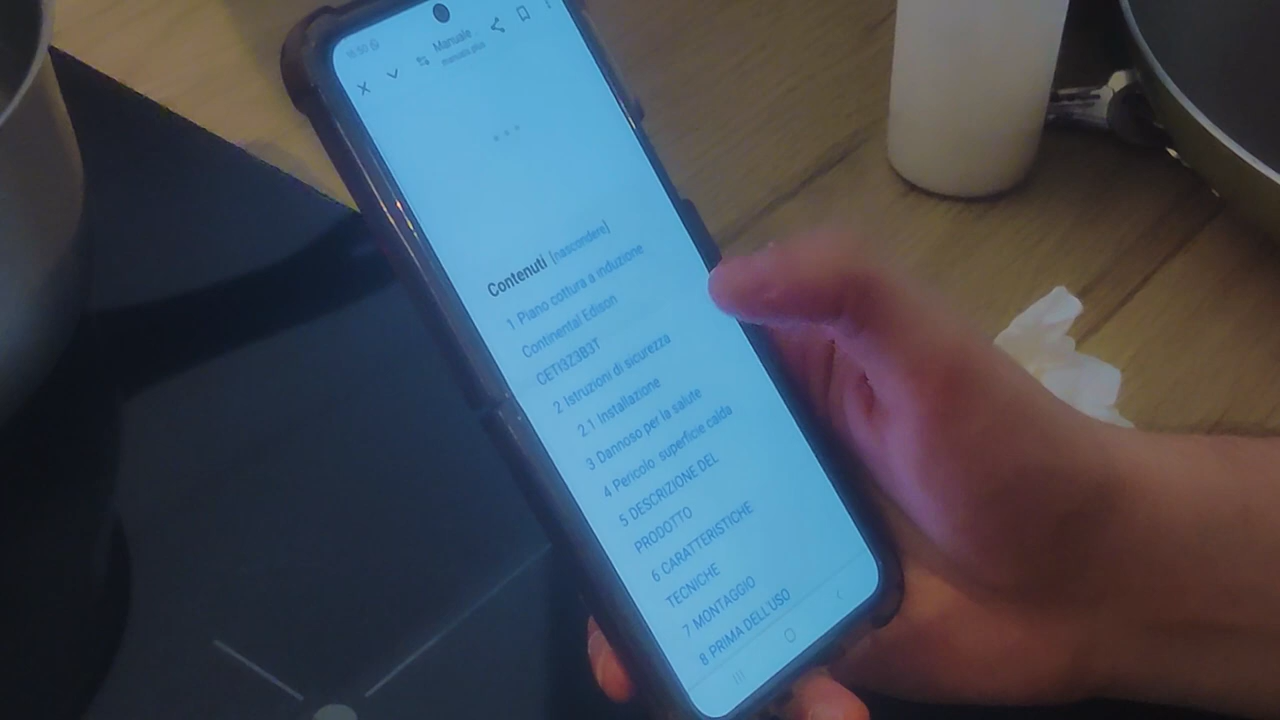 Manuale...
Contenuti [nascondere]
1 Piano cottura a induzione
Continental Edison
CETI3Z3B3T
2 Istruzioni di sicurezza
2.1 Installazione
3 Dannoso per la salute
4 Pericolo: superficie calda
5 DESCRIZIONE DEL
PRODOTTO
6 CARATTERISTICHE
TECNICHE
7 MONTAGGIO
8 PRIMA DELL'USO